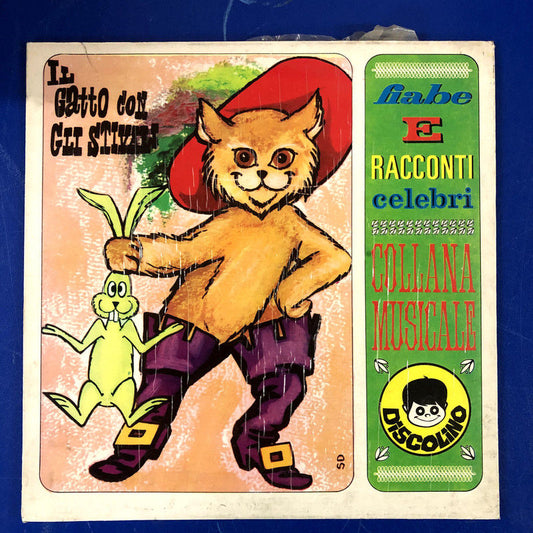 IL
Gatto con
GLI STIVALI
fiabe
E
RACCONTI
celebri
COLLANA
MUSICALE
DiSCOLiNO
SD